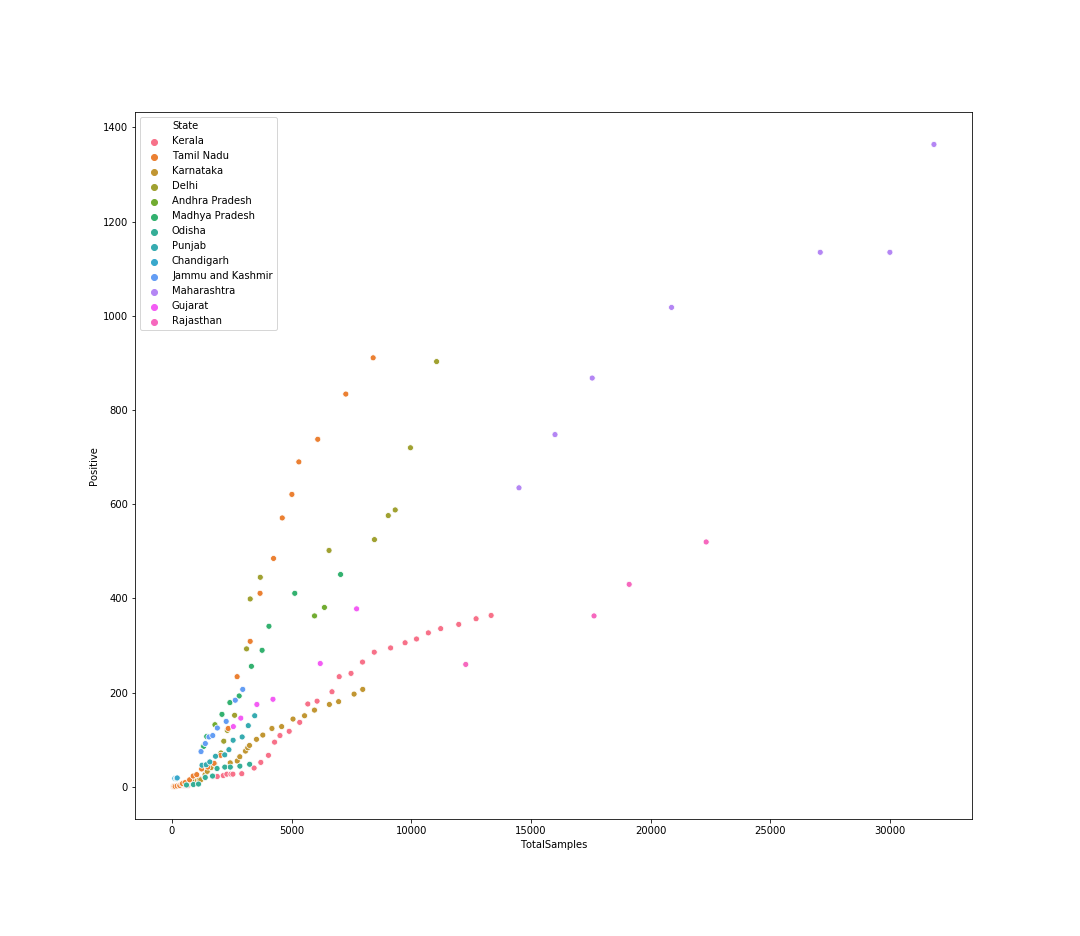 State
Kerala
Tamil Nadu
Karnataka
Delhi
Andhra Pradesh
Madhya Pradesh
Odisha
Punjab
Chandigarh
Jammu and Kashmir
Maharashtra
Gujarat
Rajasthan
1400
1200
1000
800
600
400
200
0
Positive
0 5000 10000 15000 20000 25000 30000
TotalSamples